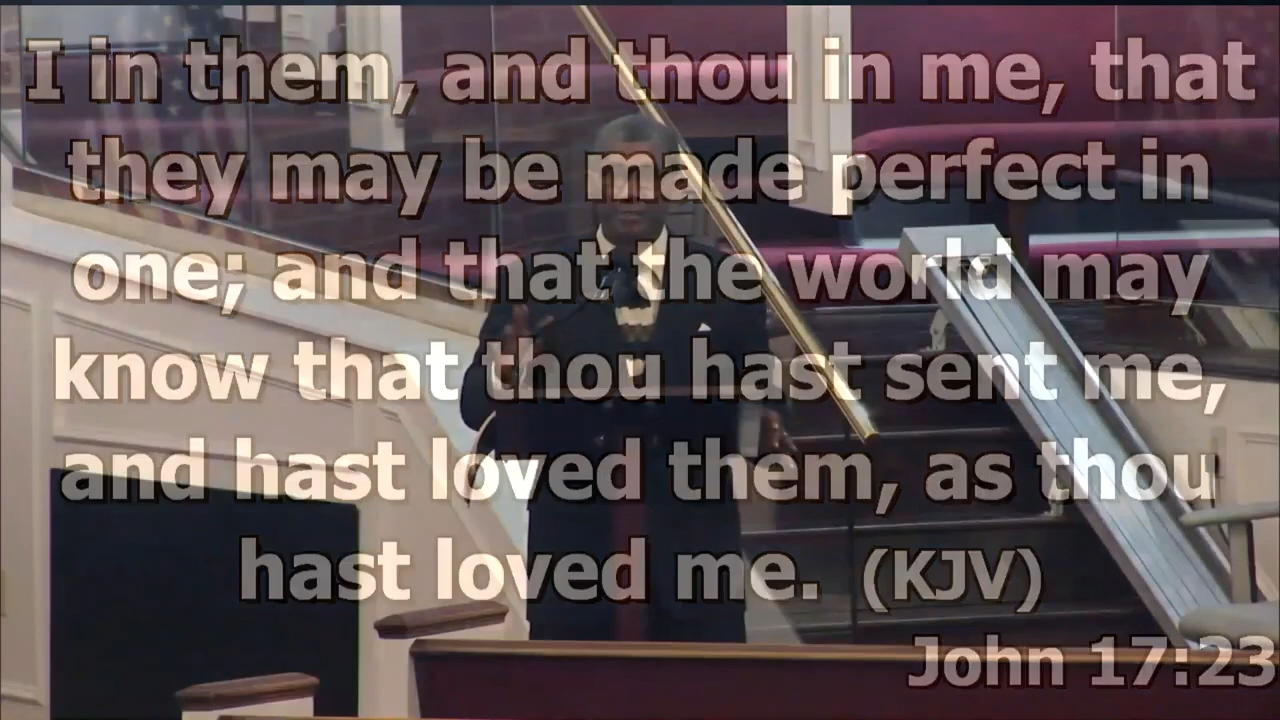 I in them, and thou in me, that
they may be made perfect in
one; and that the world may
know that thou hast sent me,
and hast loved them, as thou
hast loved me. (KJV)
John 17:23